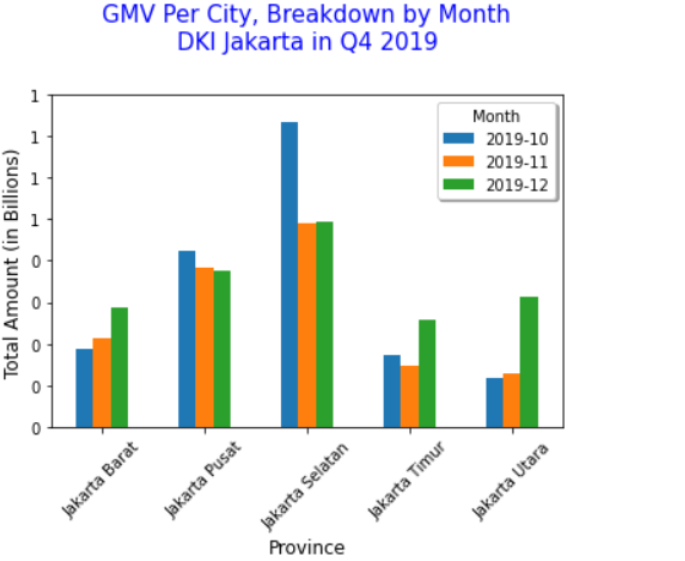 GMV Per City, Breakdown by Month
DKI Jakarta in Q4 2019
Total Amount (in Billions)
1
1
1
1
0
0
0
0
0
Month
2019-10
2019-11
2019-12
Jakarta Barat
Jakarta Pusat
Jakarta Selatan
Jakarta Timur
Jakarta Utara
Province